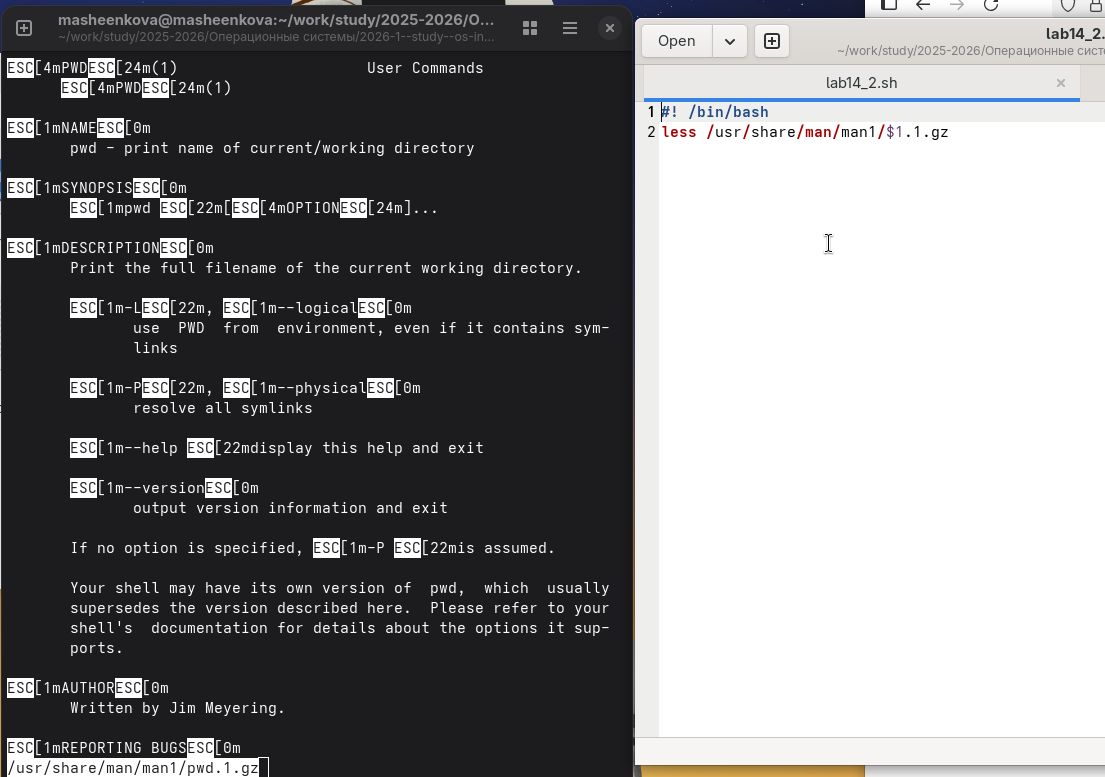 masheenkova@masheenkova:~/work/study/2025-2026/О...
~/work/study/2025-2026/Операционные системы/2026-1--study--os-in...
ESC[4mPWDESC[24m(1) User Commands
ESC[4mPWDESC[24m(1)
ESC[1mNAMEESC[0m
pwd - print name of current/working directory
ESC[1mSYNOPSISESC[0m
ESC[1mpwd ESC[22m[ESC[4mOPTIONESC[24m]...
ESC[1mDESCRIPTIONESC[0m
Print the full filename of the current working directory.
ESC[1m-LESC[22m, ESC[1m--logicalESC[0m
use PWD from environment, even if it contains sym-
links
ESC[1m-PESC[22m, ESC[1m--physicalESC[0m
resolve all symlinks
ESC[1m--help ESC[22mdisplay this help and exit
ESC[1m--versionESC[0m
output version information and exit
If no option is specified, ESC[1m-P ESC[22mis assumed.
Your shell may have its own version of pwd, which usually
supersedes the version described here. Please refer to your
shell's documentation for details about the options it sup-
ports.
ESC[1mAUTHORESC[0m
Written by Jim Meyering.
ESC[1mREPORTING BUGSESC[0m
/usr/share/man/man1/pwd.1.gz
Open
lab14_2.
~/work/study/2025-2026/Операционные систе
lab14_2.sh
1 #! /bin/bash
2 less /usr/share/man/man1/$1.1.gz